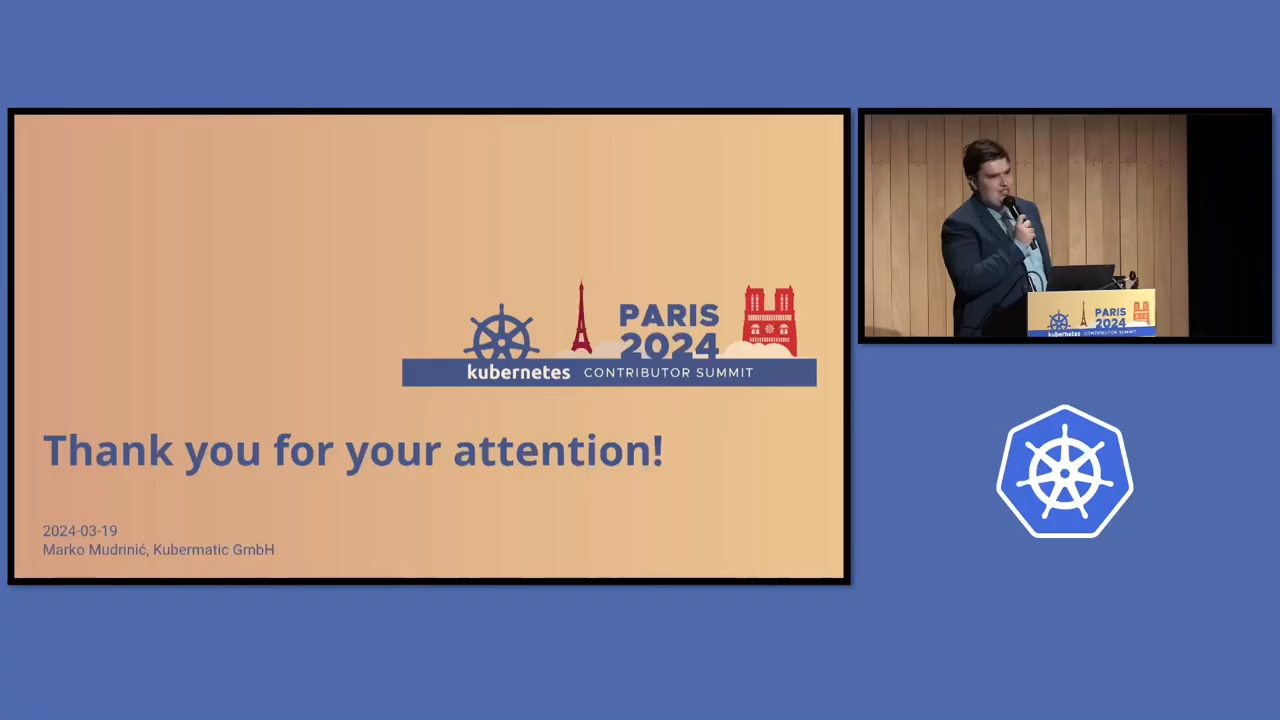 PARIS
2024
kubernetes CONTRIBUTOR SUMMIT
Thank you for your attention!
2024-03-19
Marko Mudrinić, Kubermatic GmbH
PARIS
2024
kubernetes CONTRIBUTOR SUMMIT